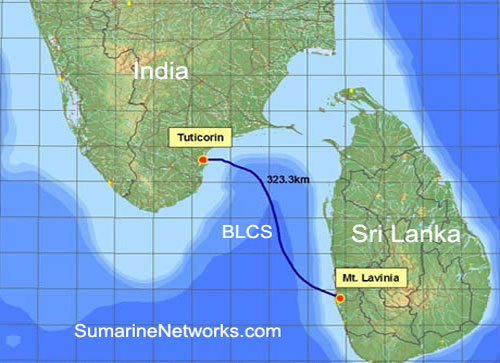 India
Tuticorin
323.3km
BLCS
Sri Lanka
Mt. Lavinia
SumarineNetworks.com